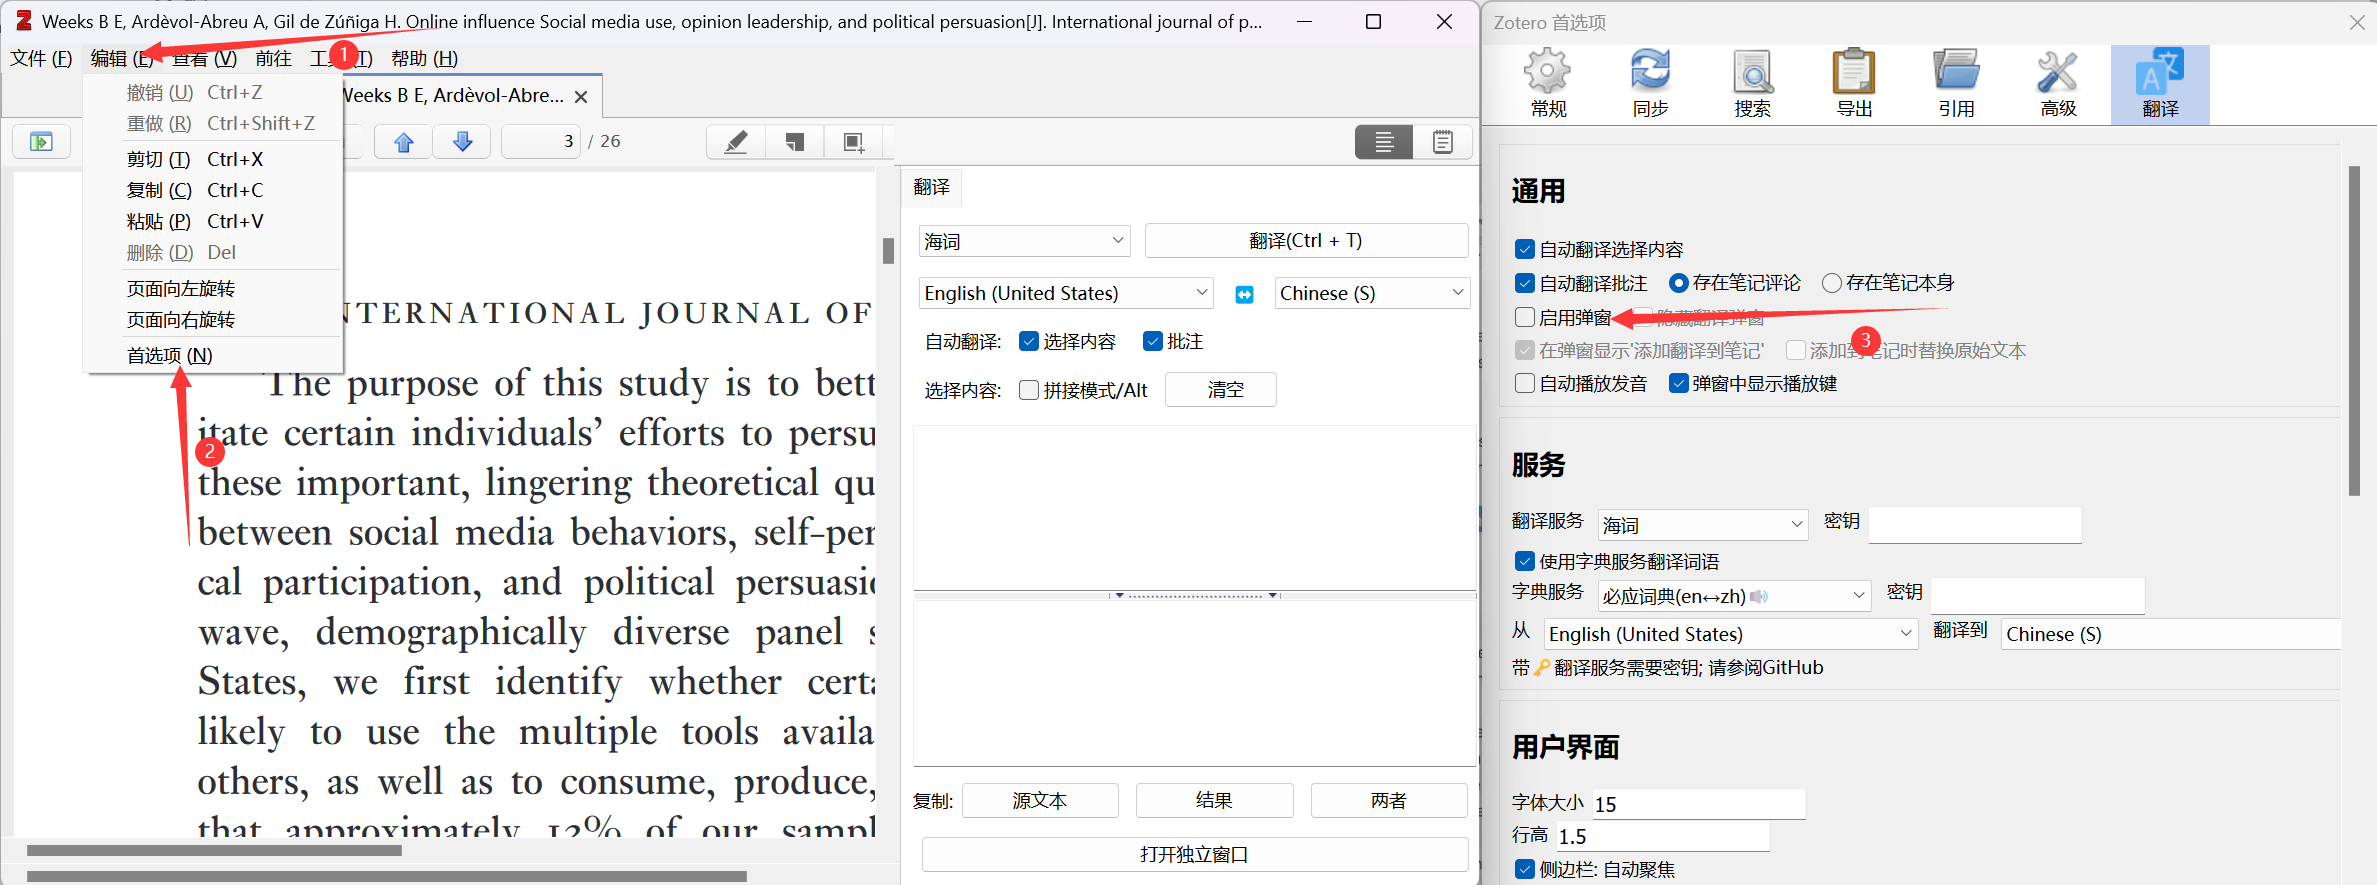 Weeks B E, Ardèvol-Abreu A, Gil de Zúñiga H. Online influence Social media use, opinion leadership, and political persuasion[J]. International journal of p...
文件 (F) 编辑 (E) 查看 (V) 前往 工具 (T) 帮助 (H)
1
撤销 (U) Ctrl+Z
重做 (R) Ctrl+Shift+Z
剪切 (T) Ctrl+X
复制 (C) Ctrl+C
粘贴 (P) Ctrl+V
删除 (D) Del
页面向左旋转
页面向右旋转
首选项 (N)
2
Weeks B E, Ardèvol-Abre...
3 / 26
INTERNATIONAL JOURNAL OF
The purpose of this study is to bett
itate certain individuals’ efforts to persu
these important, lingering theoretical qu
between social media behaviors, self-per
cal participation, and political persuasio
wave, demographically diverse panel s
States, we first identify whether certa
likely to use the multiple tools availa
others, as well as to consume, produce,
that approximately 12% of our sampl
翻译
海词 翻译(Ctrl + T)
English (United States) Chinese (S)
自动翻译: 选择内容 批注
选择内容: 拼接模式/Alt 清空
复制: 源文本 结果 两者
打开独立窗口
Zotero 首选项
常规 同步 搜索 导出 引用 高级 翻译
通用
自动翻译选择内容
自动翻译批注 存在笔记评论 存在笔记本身
启用弹窗 隐藏翻译弹窗
3
在弹窗显示'添加翻译到笔记' 添加到笔记时替换原始文本
自动播放发音 弹窗中显示播放键
服务
翻译服务 海词 密钥
使用字典服务翻译词语
字典服务 必应词典(en↔zh)🔊 密钥
从 English (United States) 翻译到 Chinese (S)
带🔑翻译服务需要密钥; 请参阅GitHub
用户界面
字体大小 15
行高 1.5
侧边栏: 自动聚焦